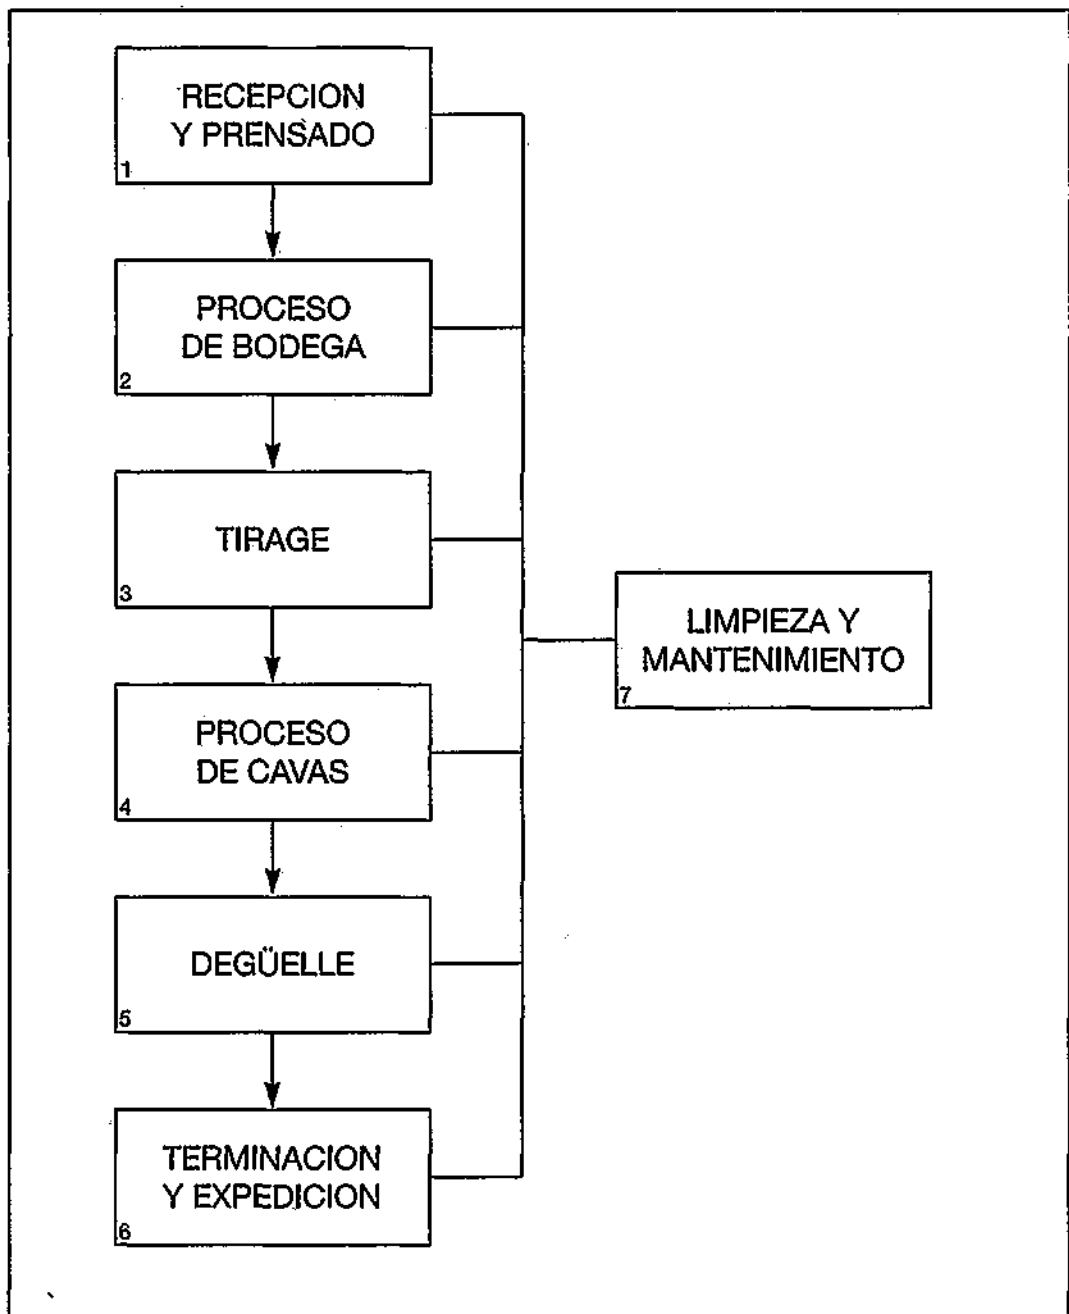 RECEPCION
Y PRENSADO
1
PROCESO
DE BODEGA
2
TIRAGE
3
PROCESO
DE CAVAS
4
DEGÜELLE
5
TERMINACION
Y EXPEDICION
6
LIMPIEZA Y
MANTENIMIENTO
7